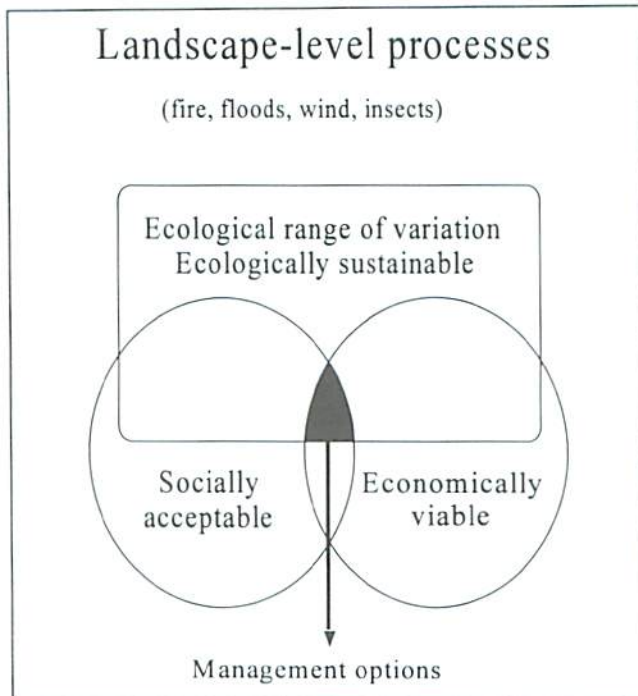 Landscape-level processes
(fire, floods, wind, insects)
Ecological range of variation
Ecologically sustainable
Socially
acceptable
Economically
viable
Management options